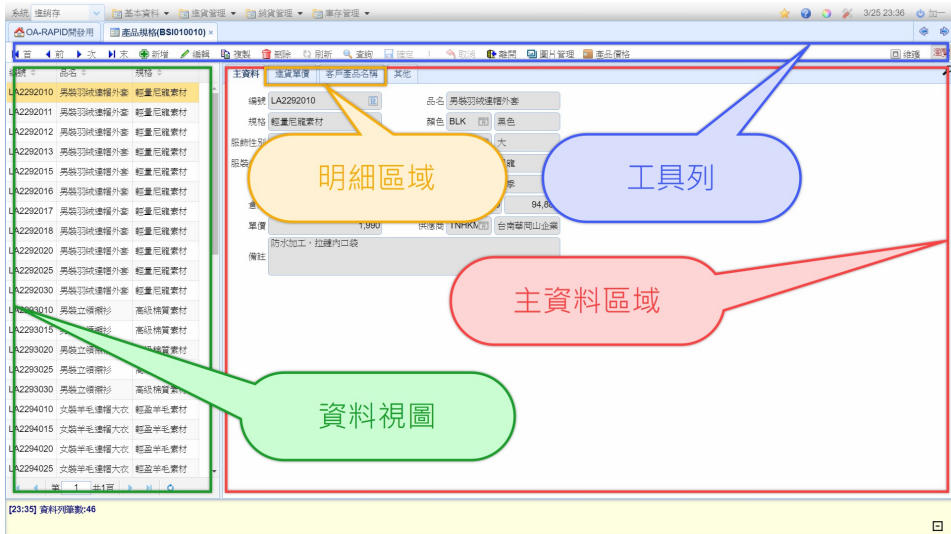 系統 進銷存 基本資料 進貨管理 銷貨管理 庫存管理 3/25 23:36 加一
OA-RAPID開發用 產品規格(BSI010010) ×
首 前 次 末 新增 編輯 複製 刪除 刷新 查詢 確定 取消 離開 圖片管理 產品價格 維護
編號 品名 規格
主資料 進貨單價 客戶產品名稱 其他
LA2292010 男裝羽絨連帽外套 輕量尼龍素材
LA2292011 男裝羽絨連帽外套 輕量尼龍素材
LA2292012 男裝羽絨連帽外套 輕量尼龍素材
LA2292013 男裝羽絨連帽外套 輕量尼龍素材
LA2292015 男裝羽絨連帽外套 輕量尼龍素材
LA2292016 男裝羽絨連帽外套 輕量尼龍素材
LA2292017 男裝羽絨連帽外套 輕量尼龍素材
LA2292018 男裝羽絨連帽外套 輕量尼龍素材
LA2292020 男裝羽絨連帽外套 輕量尼龍素材
LA2292025 男裝羽絨連帽外套 輕量尼龍素材
LA2292030 男裝羽絨連帽外套 輕量尼龍素材
LA2293010 男裝立領襯衫 高級棉質素材
LA2293015 男裝立領襯衫 高級棉質素材
LA2293020 男裝立領襯 級棉質素材
LA2293025 男裝立領襯衫
LA2293030 男裝立領襯衫 高級棉質素材
LA2294010 女裝羊毛連帽大衣 輕盈羊毛素材
LA2294015 女裝羊毛連帽大衣 輕盈羊毛素材
LA2294020 女裝羊毛連帽大衣 輕盈羊毛素材
LA2294025 女裝羊毛連帽大衣 輕盈羊毛素材
第 1 共1頁
編號 LA2292010 品名 男裝羽絨連帽外套
規格 輕量尼龍素材 顏色 BLK 黑色
服飾性別 大
服裝 龍
季
94,88
單價 1,990 供應商 TNHKM 台南華岡山企業
備註 防水加工，拉鏈內口袋
明細區域
工具列
主資料區域
資料視圖
[23:35] 資料列筆數:46